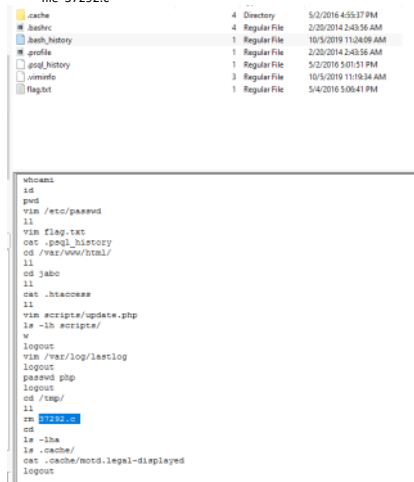 file '37292.c'
.cache 4 Directory 5/2/2016 4:55:37 PM
.bashrc 4 Regular File 2/20/2014 2:43:56 AM
.bash_history 1 Regular File 10/5/2019 11:24:09 AM
.profile 1 Regular File 2/20/2014 2:43:56 AM
.psql_history 1 Regular File 5/2/2016 5:01:51 PM
.viminfo 3 Regular File 10/5/2019 11:19:34 AM
flag.txt 1 Regular File 5/4/2016 5:06:41 PM
whoami
id
pwd
vim /etc/passwd
ll
vim flag.txt
cat .psql_history
cd /var/www/html/
ll
cd jabc
ll
cat .htaccess
ll
vim scripts/update.php
ls -lh scripts/
w
logout
vim /var/log/lastlog
logout
passwd php
logout
cd /tmp/
ll
rm 37292.c
cd
ls -lha
ls .cache/
cat .cache/motd.legal-displayed
logout